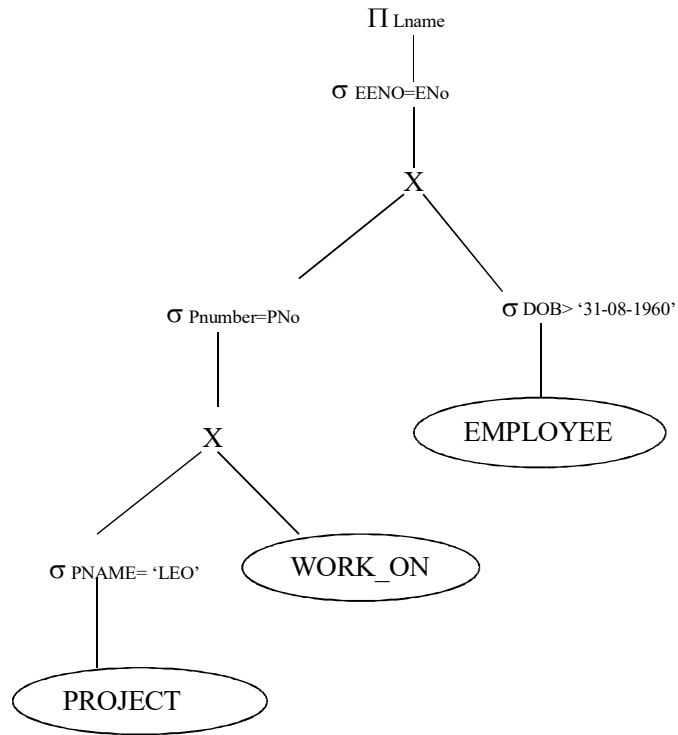 Π Lname
σ EENO=ENo
X
σ Pnumber=PNo
σ DOB> ‘31-08-1960’
X
EMPLOYEE
σ PNAME= ‘LEO’
WORK_ON
PROJECT